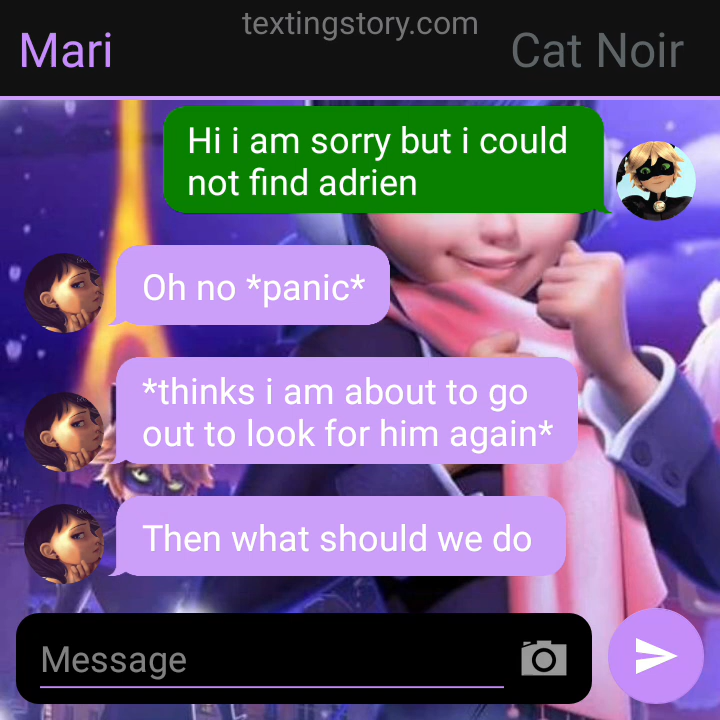 textingstory.com
Mari
Cat Noir
Hi i am sorry but i could
not find adrien
Oh no *panic*
*thinks i am about to go
out to look for him again*
Then what should we do
Message